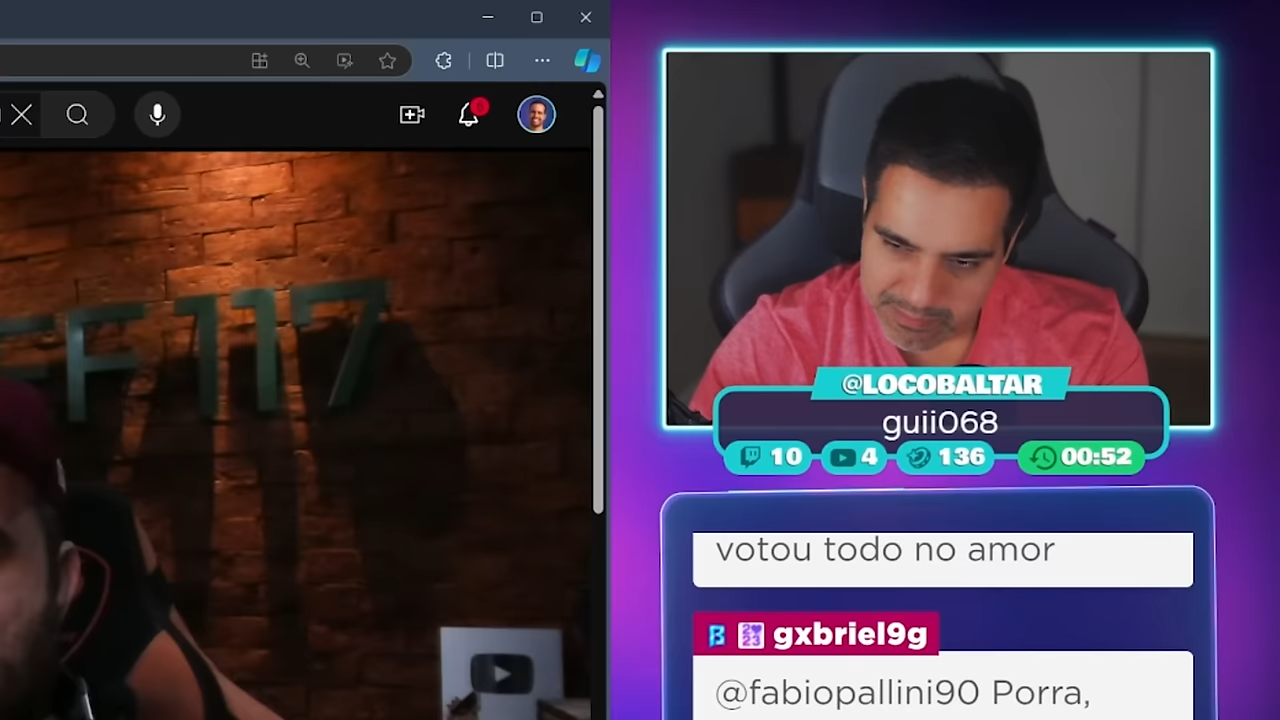 FF117
@LOCOBALTAR
guii068
10
4
136
00:52
votou todo no amor
gxbriel9g
@fabiopallini90 Porra,